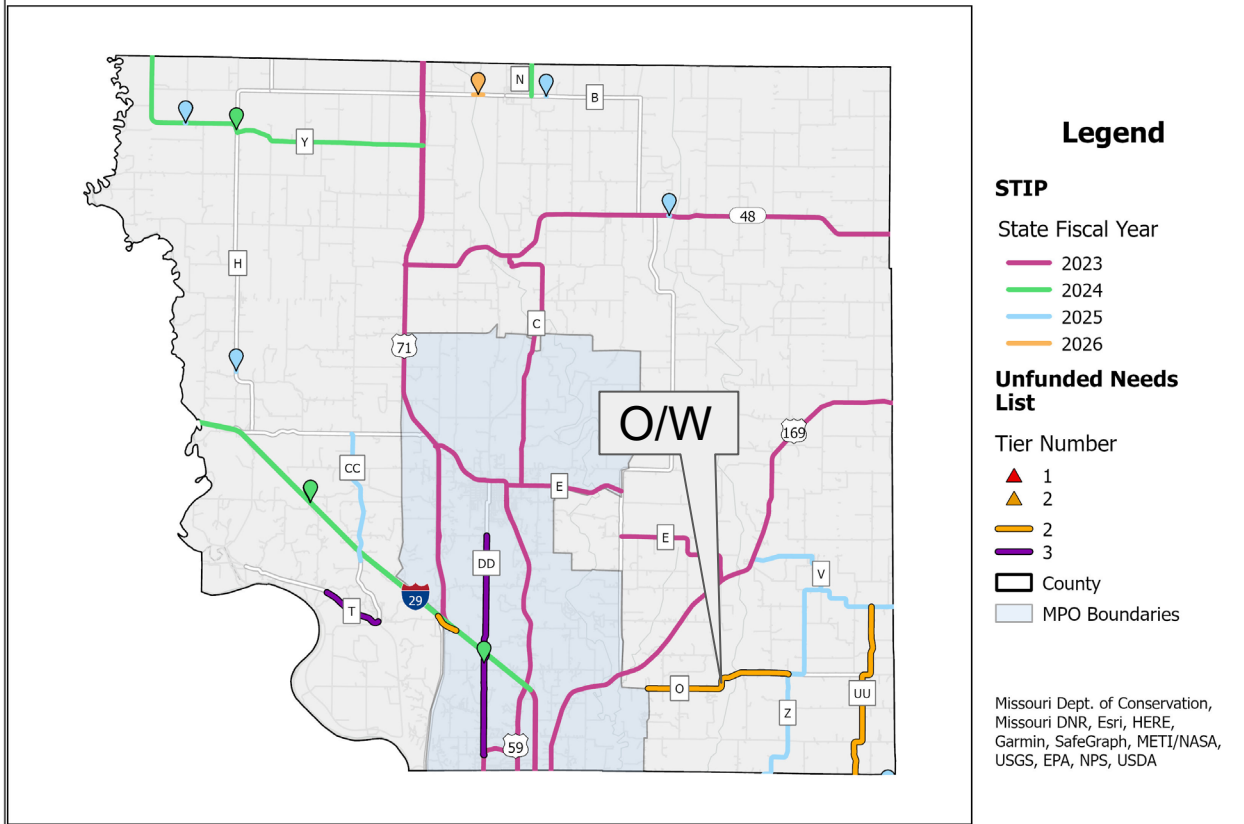 N
B
Y
48
H
C
71
O/W
169
CC
E
E
DD
V
29
T
O
UU
Z
59
Legend
STIP
State Fiscal Year
2023
2024
2025
2026
Unfunded Needs
List
Tier Number
1
2
2
3
County
MPO Boundaries
Missouri Dept. of Conservation,
Missouri DNR, Esri, HERE,
Garmin, SafeGraph, METI/NASA,
USGS, EPA, NPS, USDA